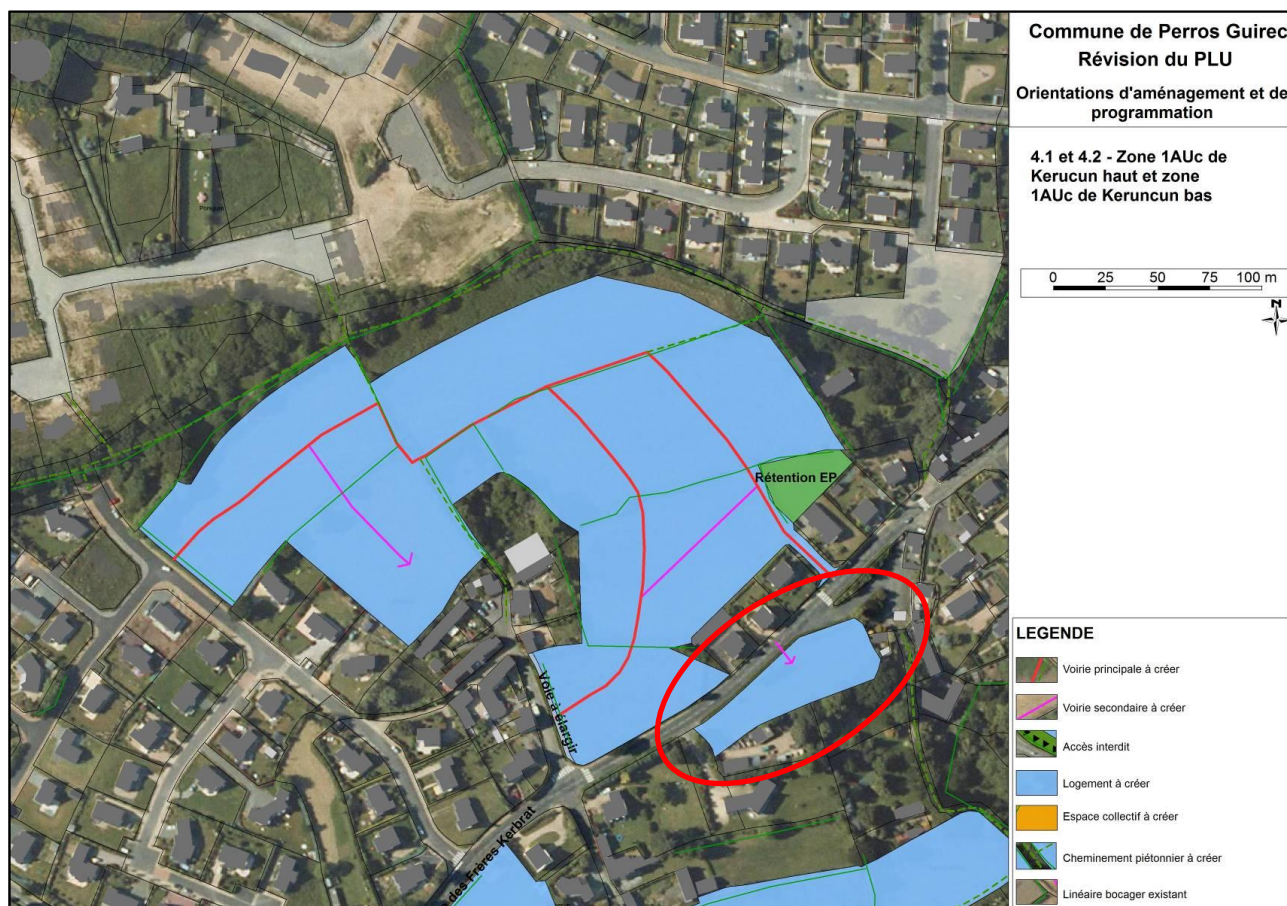 Commune de Perros Guirec
Révision du PLU
Orientations d'aménagement et de
programmation
4.1 et 4.2 - Zone 1AUc de
Kerucun haut et zone
1AUc de Keruncun bas
0 25 50 75 100 m
N
Rétention EP
Voie à élargir
des Frères Kerbrat
LEGENDE
Voirie principale à créer
Voirie secondaire à créer
Accès interdit
Logement à créer
Espace collectif à créer
Cheminement piétonnier à créer
Linéaire bocager existant